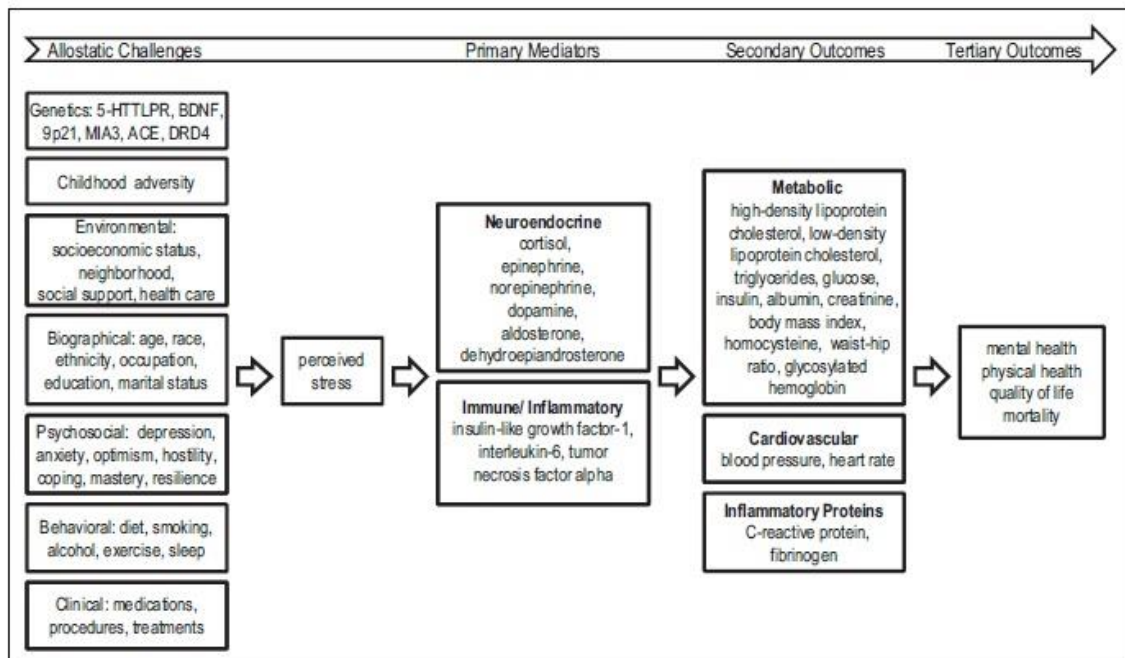 Allostatic Challenges Primary Mediators Secondary Outcomes Tertiary Outcomes
Genetics: 5-HTTLPR, BDNF,
9p21, MIA3, ACE, DRD4
Childhood adversity
Environmental:
socioeconomic status,
neighborhood,
social support, health care
Biographical: age, race,
ethnicity, occupation,
education, marital status
Psychosocial: depression,
anxiety, optimism, hostility,
coping, mastery, resilience
Behavioral: diet, smoking,
alcohol, exercise, sleep
Clinical: medications,
procedures, treatments
perceived
stress
Neuroendocrine
cortisol,
epinephrine,
norepinephrine,
dopamine,
aldosterone,
dehydroepiandrosterone
Immune/ Inflammatory
insulin-like growth factor-1,
interleukin-6, tumor
necrosis factor alpha
Metabolic
high-density lipoprotein
cholesterol, low-density
lipoprotein cholesterol,
triglycerides, glucose,
insulin, albumin, creatinine,
body mass index,
homocysteine, waist-hip
ratio, glycosylated
hemoglobin
Cardiovascular
blood pressure, heart rate
Inflammatory Proteins
C-reactive protein,
fibrinogen
mental health
physical health
quality of life
mortality